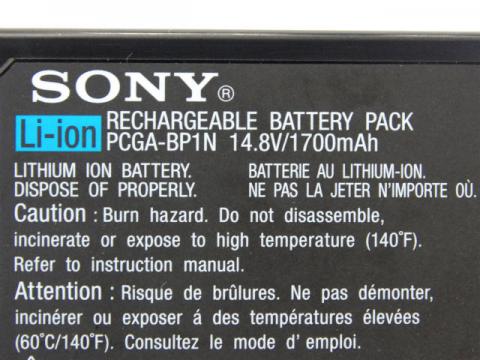 SONY®
Li-ion RECHARGEABLE BATTERY PACK
PCGA-BP1N 14.8V/1700mAh
LITHIUM ION BATTERY. BATTERIE AU LITHIUM-ION.
DISPOSE OF PROPERLY. NE PAS LA JETER N'IMPORTE OÙ.
Caution : Burn hazard. Do not disassemble,
incinerate or expose to high temperature (140˚F).
Refer to instruction manual.
Attention : Risque de brûlures. Ne pas démonter,
incinérer ou exposer á des températures élevées
(60˚C/140˚F). Consultez le mode d' emploi.